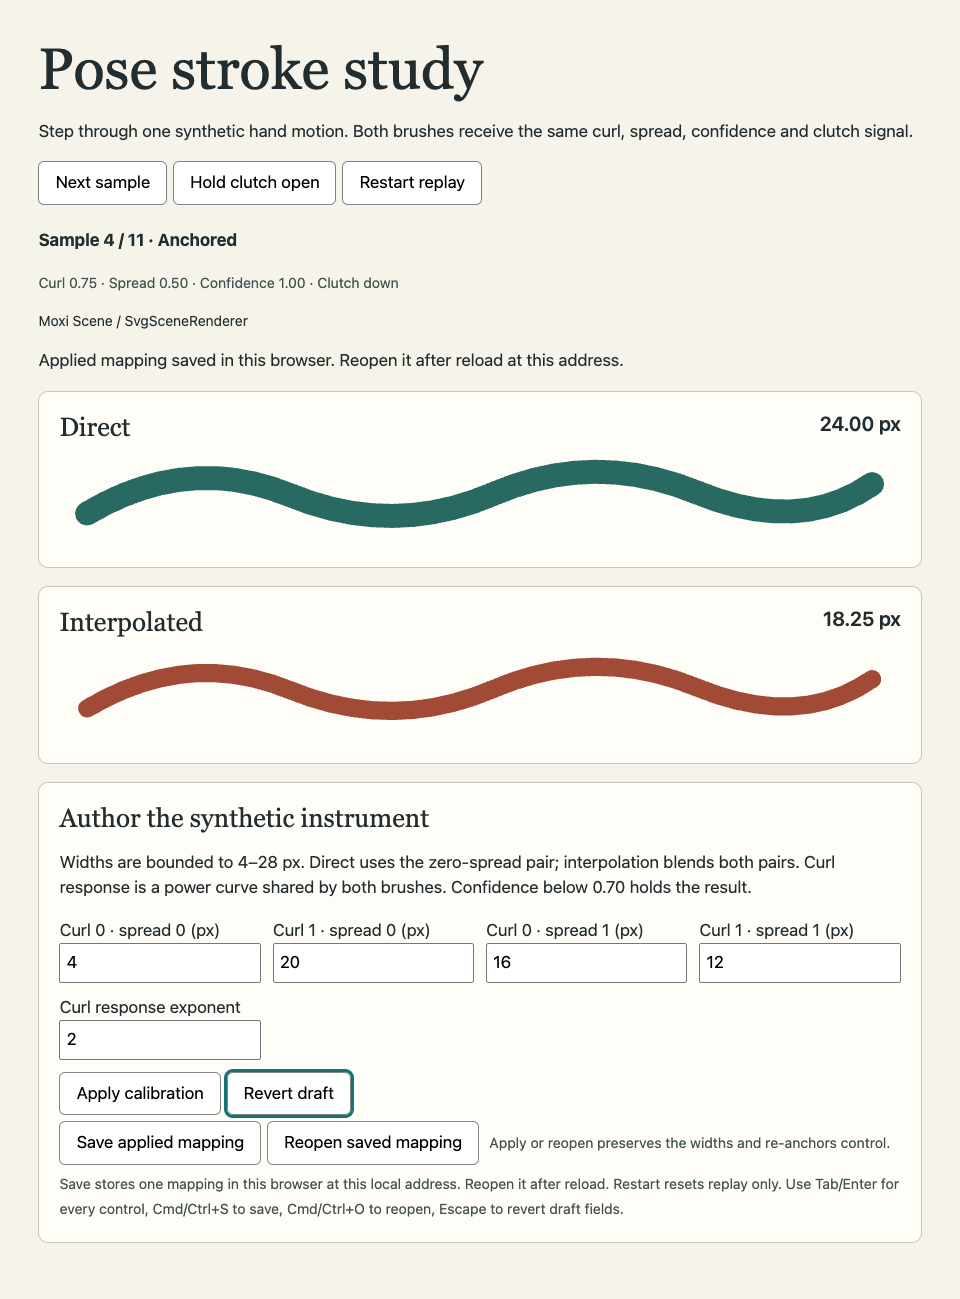 Pose stroke study
Step through one synthetic hand motion. Both brushes receive the same curl, spread, confidence and clutch signal.
Next sample
Hold clutch open
Restart replay
Sample 4 / 11 · Anchored
Curl 0.75 · Spread 0.50 · Confidence 1.00 · Clutch down
Moxi Scene / SvgSceneRenderer
Applied mapping saved in this browser. Reopen it after reload at this address.
Direct
24.00 px
Interpolated
18.25 px
Author the synthetic instrument
Widths are bounded to 4–28 px. Direct uses the zero-spread pair; interpolation blends both pairs. Curl
response is a power curve shared by both brushes. Confidence below 0.70 holds the result.
Curl 0 · spread 0 (px)
4
Curl 1 · spread 0 (px)
20
Curl 0 · spread 1 (px)
16
Curl 1 · spread 1 (px)
12
Curl response exponent
2
Apply calibration
Revert draft
Save applied mapping
Reopen saved mapping
Apply or reopen preserves the widths and re-anchors control.
Save stores one mapping in this browser at this local address. Reopen it after reload. Restart resets replay only. Use Tab/Enter for
every control, Cmd/Ctrl+S to save, Cmd/Ctrl+O to reopen, Escape to revert draft fields.